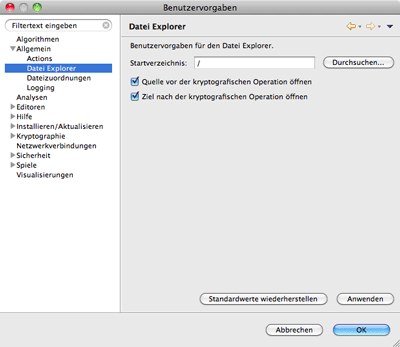 Benutzervorgaben
Filtertext eingeben
Algorithmen
Allgemein
Actions
Datei Explorer
Dateizuordnungen
Logging
Analysen
Editoren
Hilfe
Installieren/Aktualisieren
Kryptographie
Netzwerkverbindungen
Sicherheit
Spiele
Visualisierungen
Datei Explorer
Benutzervorgaben für den Datei Explorer.
Startverzeichnis: / Durchsuchen...
Quelle vor der kryptografischen Operation öffnen
Ziel nach der kryptografischen Operation öffnen
Standardwerte wiederherstellen Anwenden
Abbrechen OK